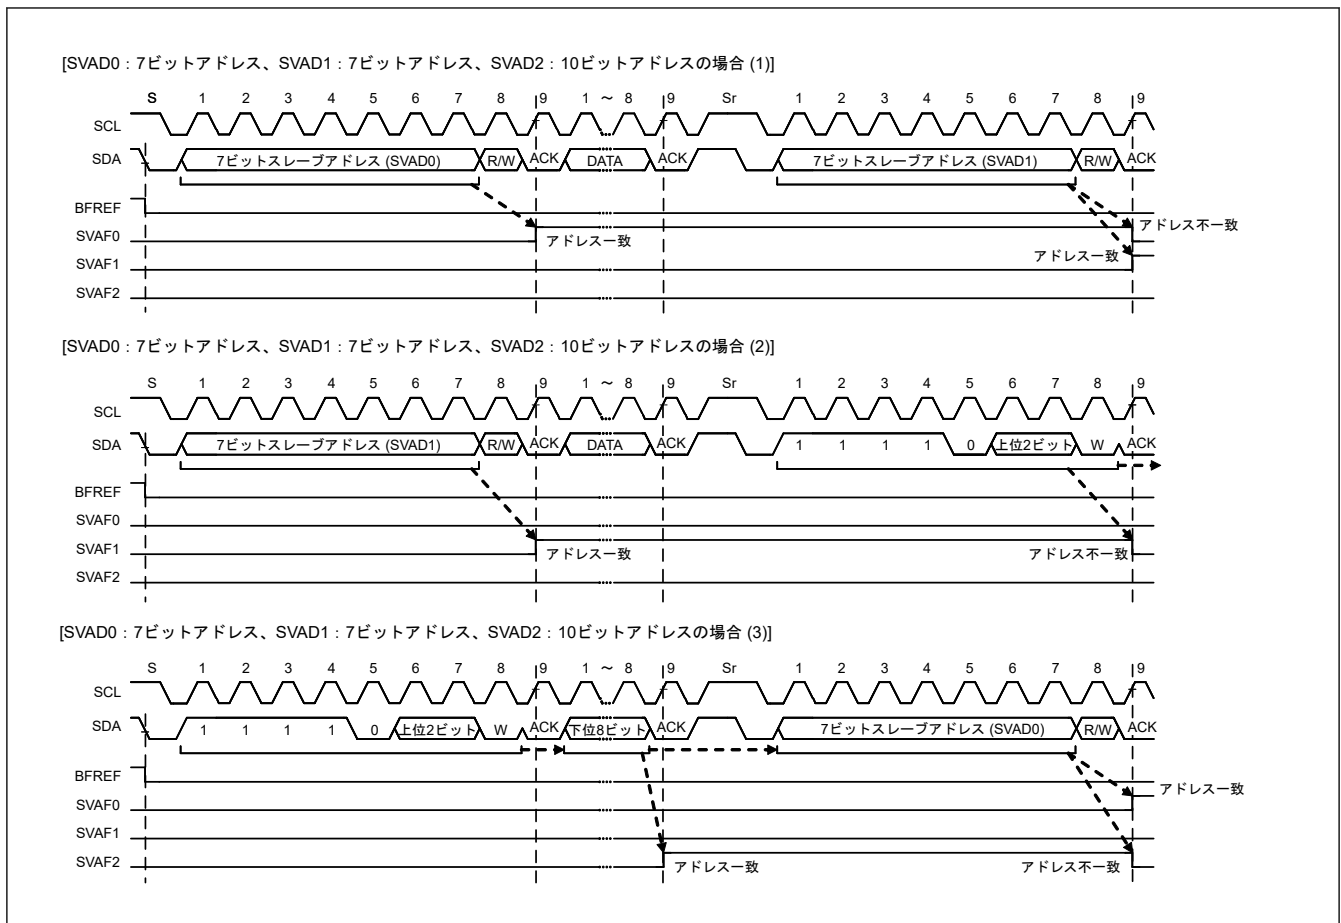 [SVAD0：7ビットアドレス、SVAD1：7ビットアドレス、SVAD2：10ビットアドレスの場合 (1)]
S 1 2 3 4 5 6 7 8 9 1 ～ 8 9 Sr 1 2 3 4 5 6 7 8 9
SCL
SDA 7ビットスレーブアドレス (SVAD0) R/W ACK DATA ACK 7ビットスレーブアドレス (SVAD1) R/W ACK
BFREF
アドレス不一致
SVAF0 アドレス一致
アドレス一致
SVAF1
SVAF2
[SVAD0：7ビットアドレス、SVAD1：7ビットアドレス、SVAD2：10ビットアドレスの場合 (2)]
S 1 2 3 4 5 6 7 8 9 1 ～ 8 9 Sr 1 2 3 4 5 6 7 8 9
SCL
SDA 7ビットスレーブアドレス (SVAD1) R/W ACK DATA ACK 1 1 1 1 0 上位2ビット W ACK
BFREF
SVAF0
SVAF1 アドレス一致 アドレス不一致
SVAF2
[SVAD0：7ビットアドレス、SVAD1：7ビットアドレス、SVAD2：10ビットアドレスの場合 (3)]
S 1 2 3 4 5 6 7 8 9 1 ～ 8 9 Sr 1 2 3 4 5 6 7 8 9
SCL
SDA 1 1 1 1 0 上位2ビット W ACK 下位8ビット ACK 7ビットスレーブアドレス (SVAD0) R/W ACK
BFREF
アドレス一致
SVAF0
SVAF1
SVAF2 アドレス一致 アドレス不一致